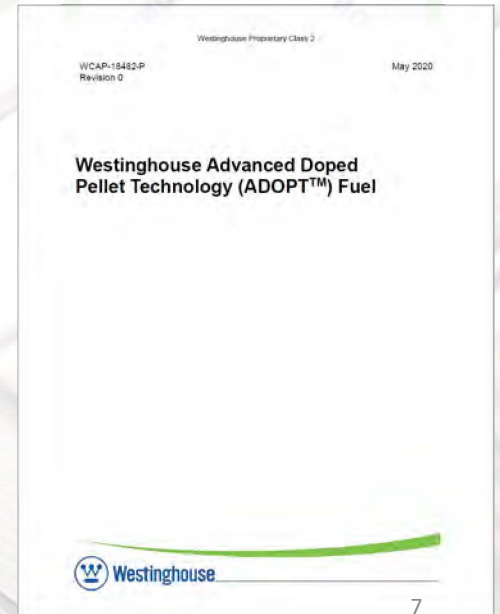 Westinghouse Proprietary Class 2
WCAP-18482-P
May 2020
Revision 0
Westinghouse Advanced Doped
Pellet Technology (ADOPT™) Fuel
Westinghouse
7